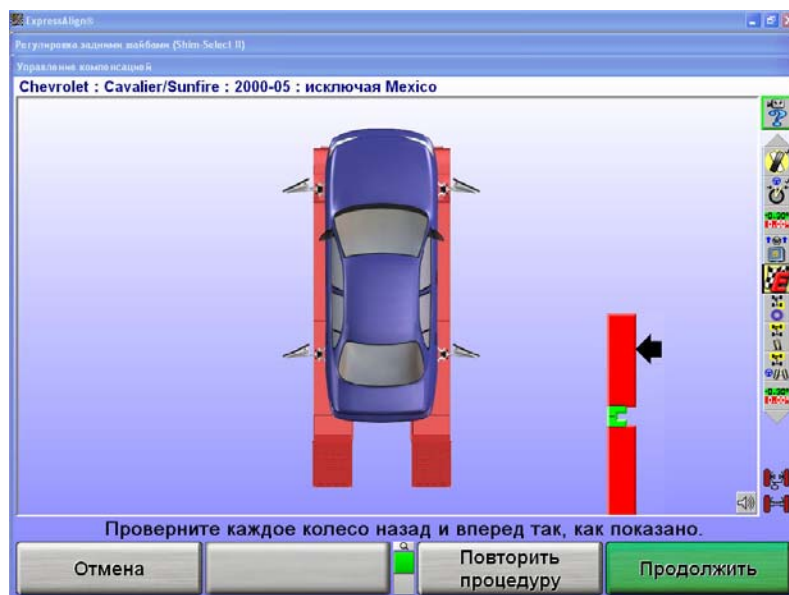 ExpressAlign®
Регулировка задними шайбами (Shim-Select II)
Управление компенсацией
Chevrolet : Cavalier/Sunfire : 2000-05 : исключая Mexico
Проверните каждое колесо назад и вперед так, как показано.
Отмена
Повторить
процедуру
Продолжить